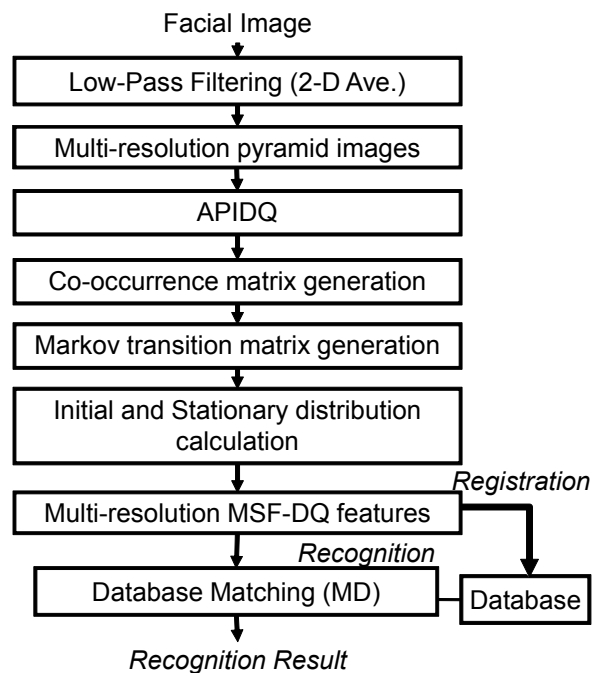 Facial Image
Low-Pass Filtering (2-D Ave.)
Multi-resolution pyramid images
APIDQ
Co-occurrence matrix generation
Markov transition matrix generation
Initial and Stationary distribution
calculation
Registration
Multi-resolution MSF-DQ features
Recognition
Database Matching (MD)
Database
Recognition Result